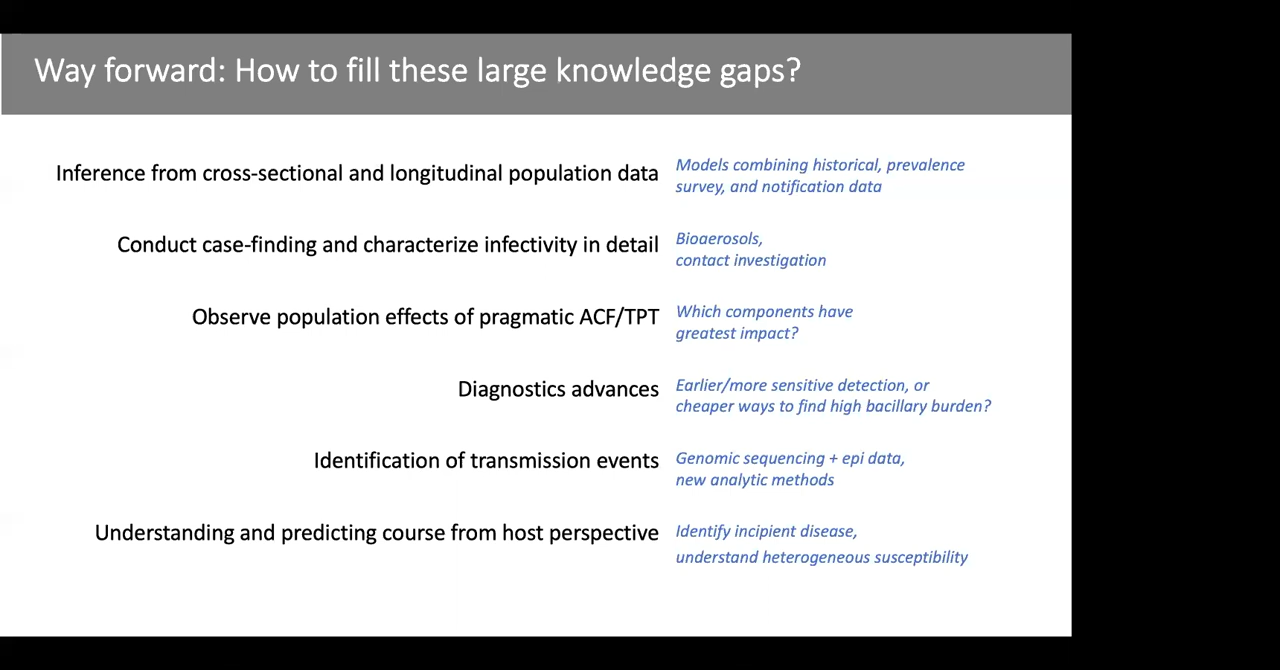 Way forward: How to fill these large knowledge gaps?
Inference from cross-sectional and longitudinal population data
Models combining historical, prevalence
survey, and notification data
Conduct case-finding and characterize infectivity in detail
Bioaerosols,
contact investigation
Observe population effects of pragmatic ACF/TPT
Which components have
greatest impact?
Diagnostics advances
Earlier/more sensitive detection, or
cheaper ways to find high bacillary burden?
Identification of transmission events
Genomic sequencing + epi data,
new analytic methods
Understanding and predicting course from host perspective
Identify incipient disease,
understand heterogeneous susceptibility